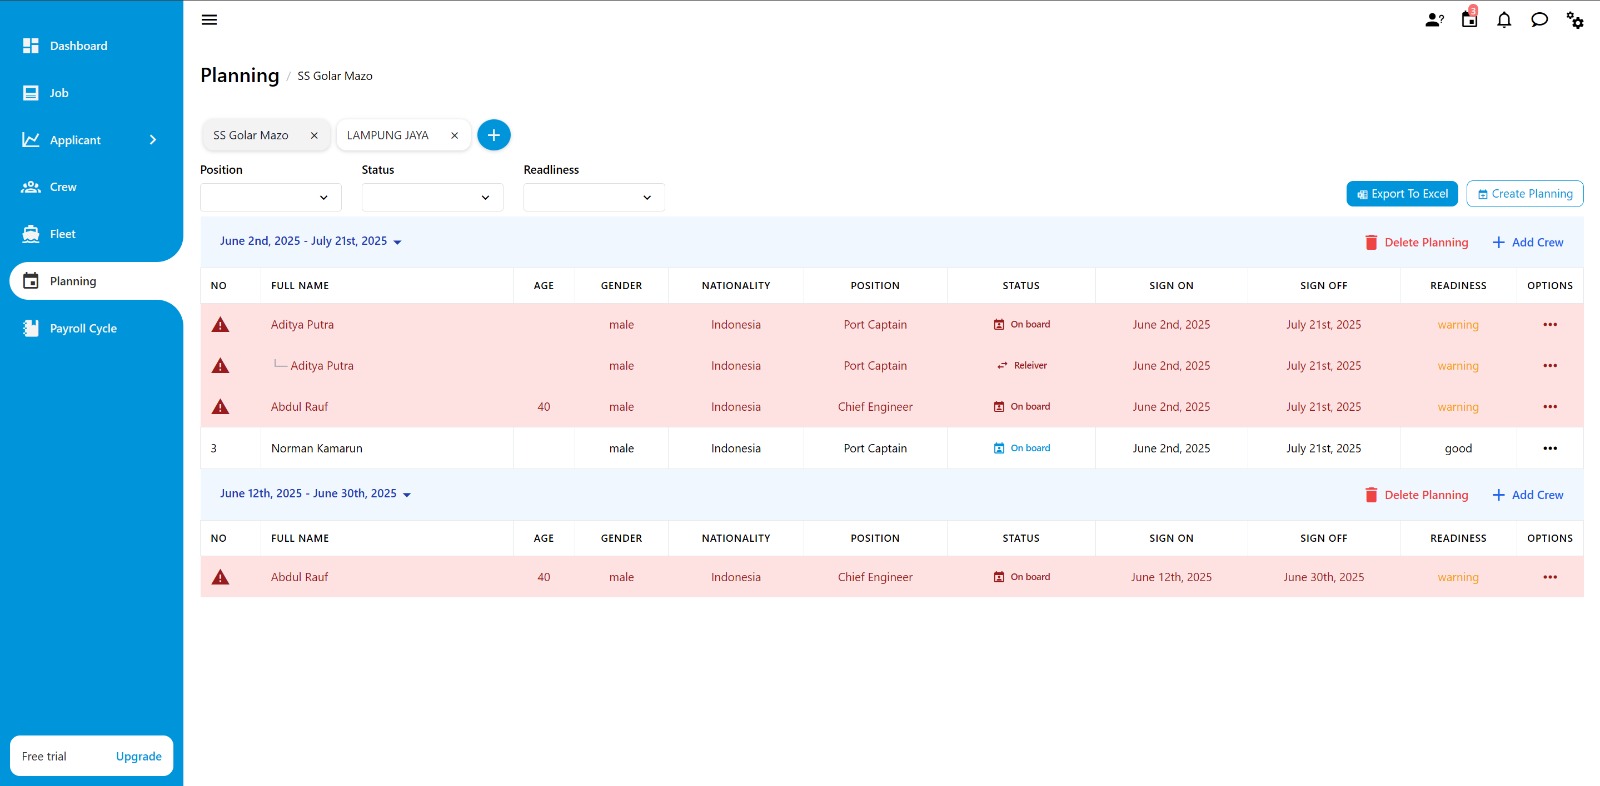 3
Dashboard
Job
Applicant
Crew
Fleet
Planning
Payroll Cycle
Free trial Upgrade
Planning / SS Golar Mazo
SS Golar Mazo × LAMPUNG JAYA × +
Position Status Readliness
Export To Excel Create Planning
June 2nd, 2025 - July 21st, 2025 Delete Planning + Add Crew
NO FULL NAME AGE GENDER NATIONALITY POSITION STATUS SIGN ON SIGN OFF READINESS OPTIONS
Aditya Putra male Indonesia Port Captain On board June 2nd, 2025 July 21st, 2025 warning
Aditya Putra male Indonesia Port Captain Releiver June 2nd, 2025 July 21st, 2025 warning
Abdul Rauf 40 male Indonesia Chief Engineer On board June 2nd, 2025 July 21st, 2025 warning
3 Norman Kamarun male Indonesia Port Captain On board June 2nd, 2025 July 21st, 2025 good
June 12th, 2025 - June 30th, 2025 Delete Planning + Add Crew
NO FULL NAME AGE GENDER NATIONALITY POSITION STATUS SIGN ON SIGN OFF READINESS OPTIONS
Abdul Rauf 40 male Indonesia Chief Engineer On board June 12th, 2025 June 30th, 2025 warning